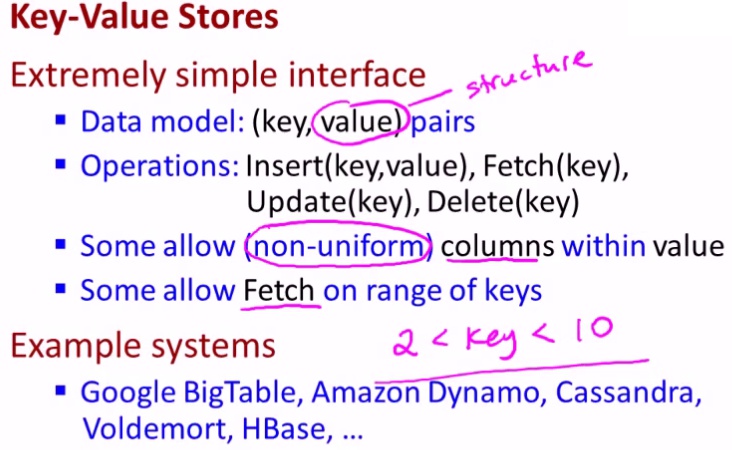 Key-Value Stores
Extremely simple interface
structure
▪ Data model: (key,value) pairs
▪ Operations: Insert(key,value), Fetch(key),
Update(key), Delete(key)
▪ Some allow (non-uniform) columns within value
▪ Some allow Fetch on range of keys
2 < key < 10
Example systems
▪ Google BigTable, Amazon Dynamo, Cassandra,
Voldemort, HBase, ...